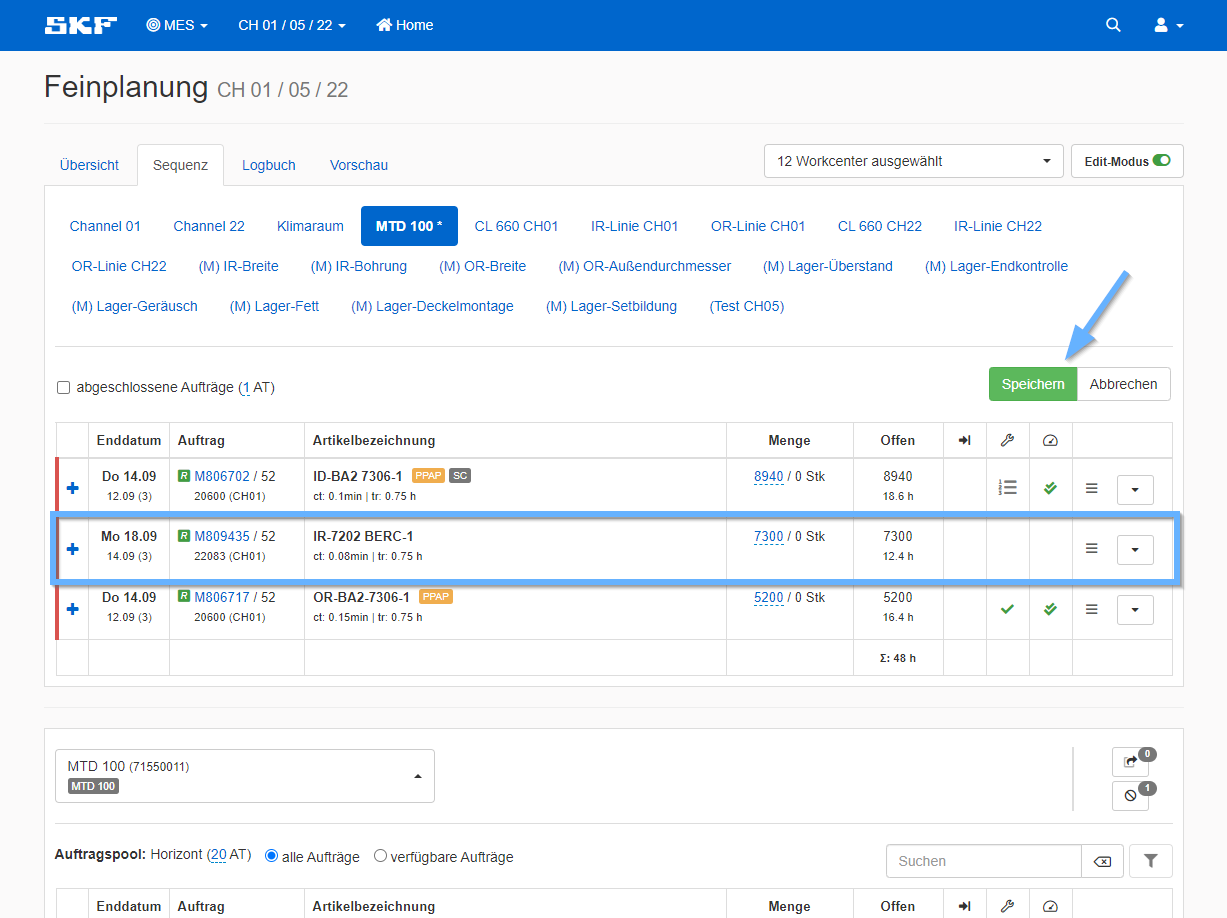 SKF MES CH 01 / 05 / 22 Home
Feinplanung CH 01 / 05 / 22
Übersicht Sequenz Logbuch Vorschau 12 Workcenter ausgewählt Edit-Modus
Channel 01 Channel 22 Klimaraum MTD 100 * CL 660 CH01 IR-Linie CH01 OR-Linie CH01 CL 660 CH22 IR-Linie CH22
OR-Linie CH22 (M) IR-Breite (M) IR-Bohrung (M) OR-Breite (M) OR-Außendurchmesser (M) Lager-Überstand (M) Lager-Endkontrolle
(M) Lager-Geräusch (M) Lager-Fett (M) Lager-Deckelmontage (M) Lager-Setbildung (Test CH05)
abgeschlossene Aufträge (1 AT) Speichern Abbrechen
Enddatum Auftrag Artikelbezeichnung Menge Offen
Do 14.09 R M806702 / 52 ID-BA2 7306-1 PPAP SC 8940 / 0 Stk 8940
12.09 (3) 20600 (CH01) ct: 0.1min | tr: 0.75 h 18.6 h
Mo 18.09 R M809435 / 52 IR-7202 BERC-1 7300 / 0 Stk 7300
14.09 (3) 22083 (CH01) ct: 0.08min | tr: 0.75 h 12.4 h
Do 14.09 R M806717 / 52 OR-BA2-7306-1 PPAP 5200 / 0 Stk 5200
12.09 (3) 20600 (CH01) ct: 0.15min | tr: 0.75 h 16.4 h
Σ: 48 h
MTD 100 (71550011) 0
MTD 100 1
Auftragspool: Horizont (20 AT) alle Aufträge verfügbare Aufträge Suchen
Enddatum Auftrag Artikelbezeichnung Menge Offen